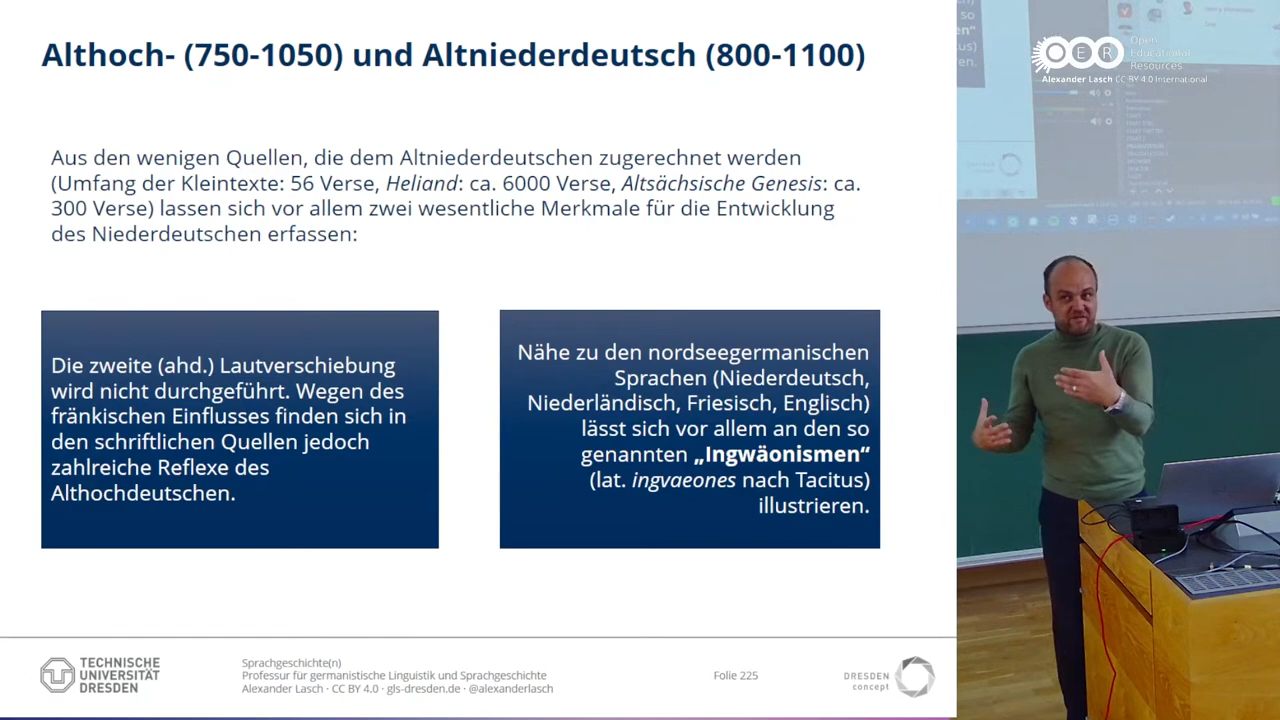 Althoch- (750-1050) und Altniederdeutsch (800-1100)
Aus den wenigen Quellen, die dem Altniederdeutschen zugerechnet werden
(Umfang der Kleintexte: 56 Verse, Heliand: ca. 6000 Verse, Altsächsische Genesis: ca.
300 Verse) lassen sich vor allem zwei wesentliche Merkmale für die Entwicklung
des Niederdeutschen erfassen:
Die zweite (ahd.) Lautverschiebung
wird nicht durchgeführt. Wegen des
fränkischen Einflusses finden sich in
den schriftlichen Quellen jedoch
zahlreiche Reflexe des
Althochdeutschen.
Nähe zu den nordseegermanischen
Sprachen (Niederdeutsch,
Niederländisch, Friesisch, Englisch)
lässt sich vor allem an den so
genannten „Ingwäonismen“
(lat. ingvaeones nach Tacitus)
illustrieren.
TECHNISCHE
UNIVERSITÄT
DRESDEN
Sprachgeschichte(n)
Professur für germanistische Linguistik und Sprachgeschichte
Alexander Lasch · CC BY 4.0 · gls-dresden.de · @alexanderlasch
Folie 225
DRESDEN
concept
OER
Open
Educational
Resources
Alexander Lasch CC BY 4.0 International
so
en“
us)
en.